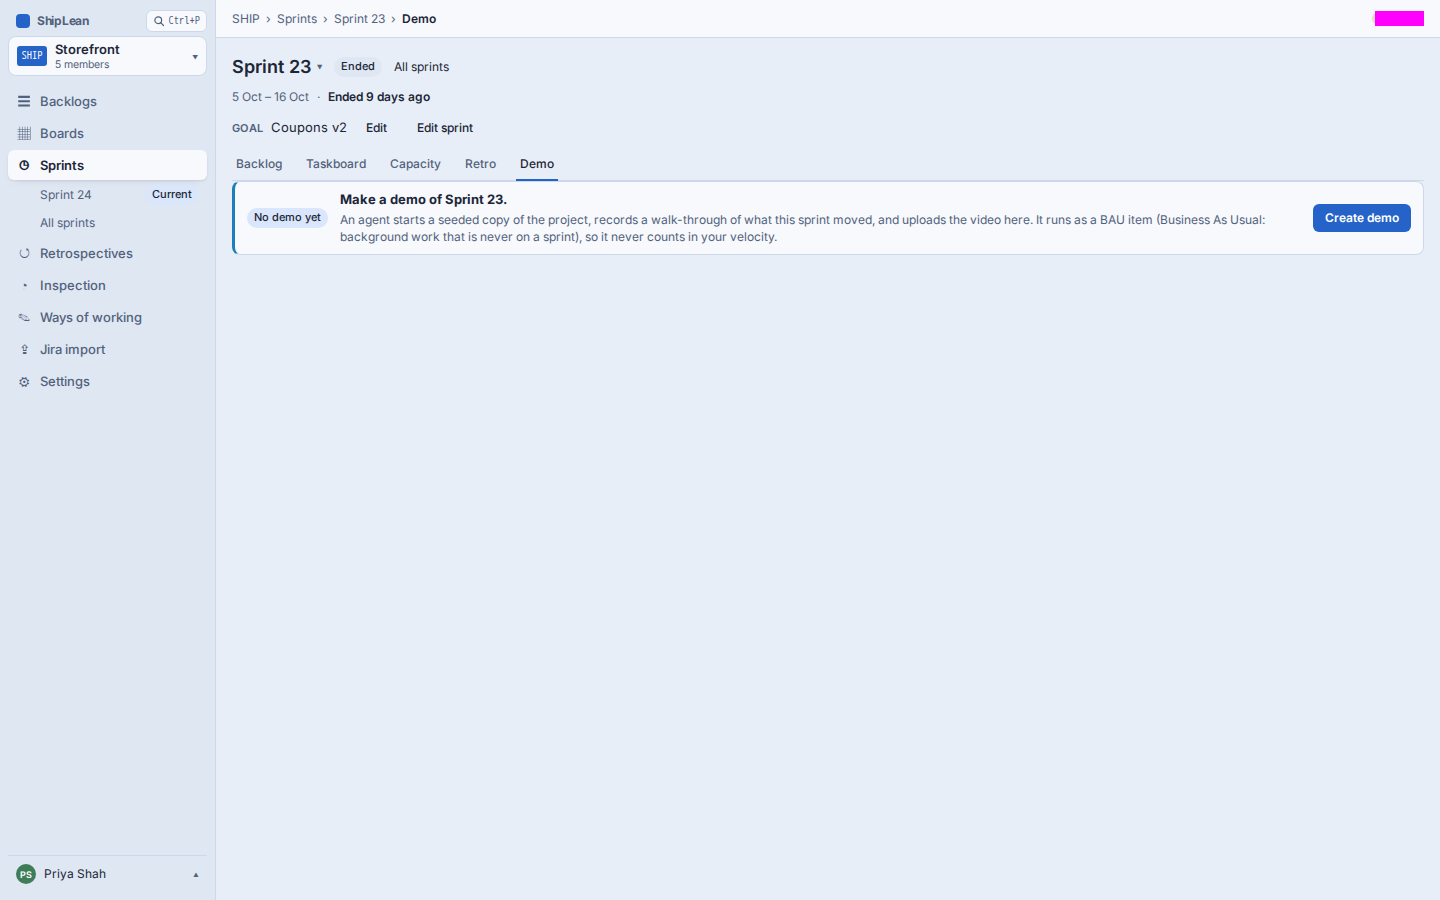 ShipLean
Ctrl+P
SHIP
Storefront
5 members
Backlogs
Boards
Sprints
Sprint 24
Current
All sprints
Retrospectives
Inspection
Ways of working
Jira import
Settings
PS
Priya Shah
SHIP › Sprints › Sprint 23 › Demo
Sprint 23
Ended
All sprints
5 Oct – 16 Oct · Ended 9 days ago
GOAL Coupons v2 Edit Edit sprint
Backlog Taskboard Capacity Retro Demo
No demo yet
Make a demo of Sprint 23.
An agent starts a seeded copy of the project, records a walk-through of what this sprint moved, and uploads the video here. It runs as a BAU item (Business As Usual:
background work that is never on a sprint), so it never counts in your velocity.
Create demo